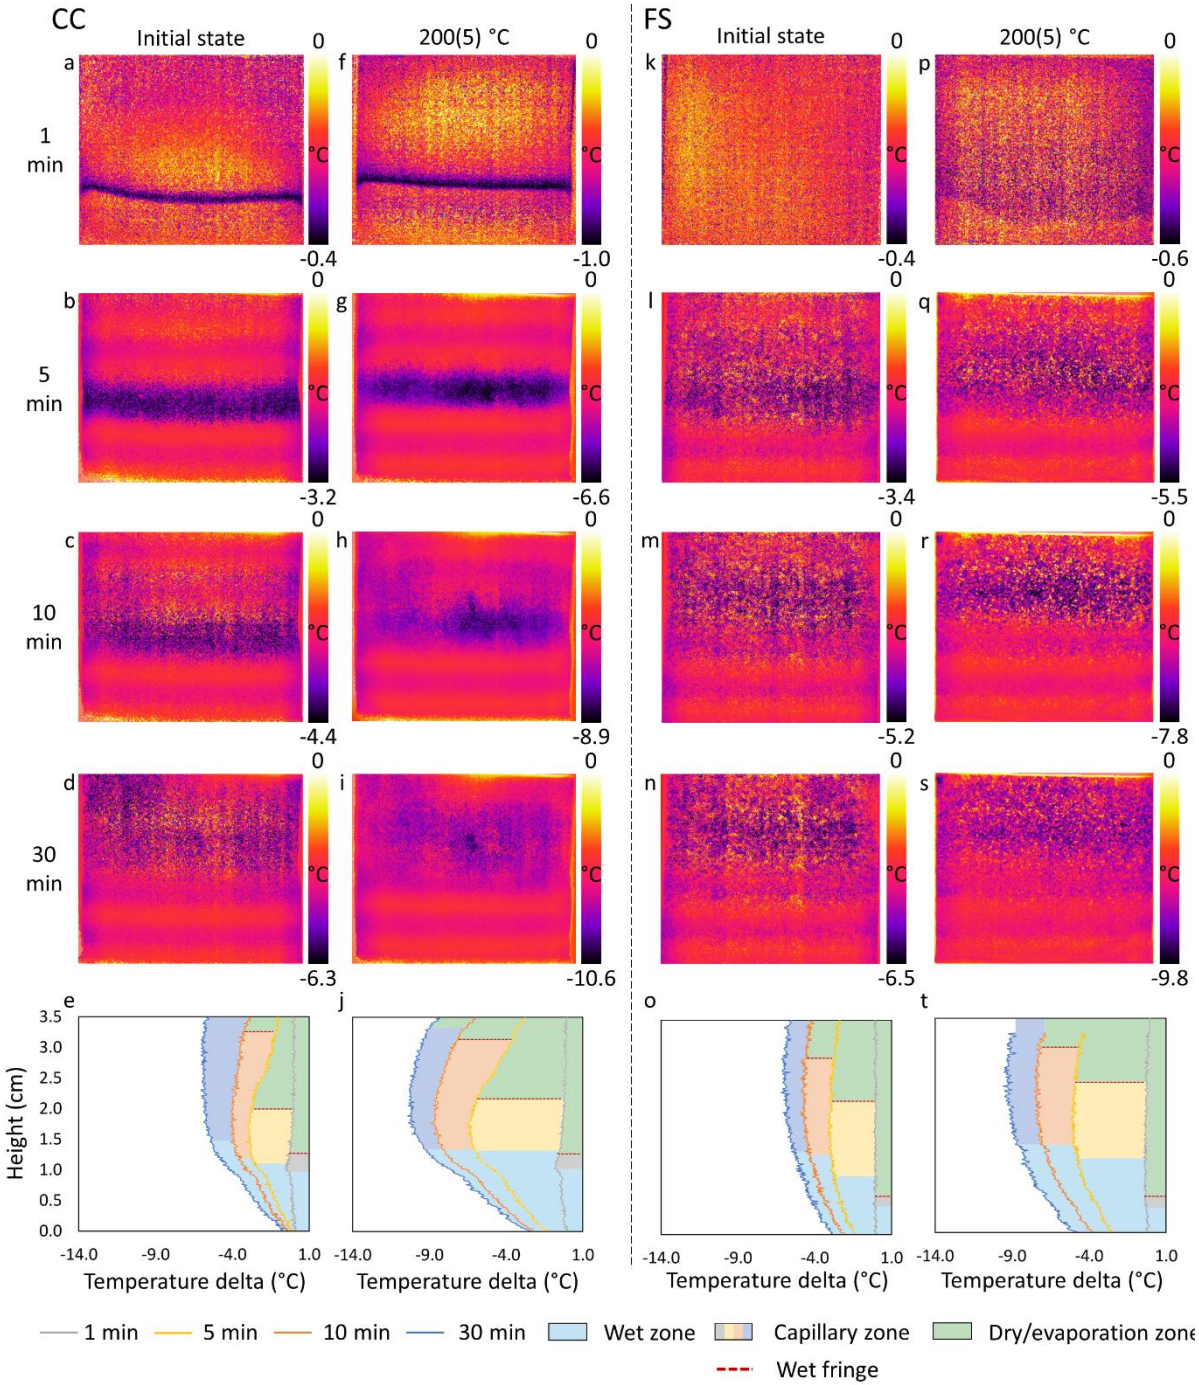 CC FS
Initial state 200(5) °C Initial state 200(5) °C
0 0 0 0
a f k p
1
min
°C °C °C °C
-0.4 -1.0 -0.4 -0.6
0 0 0 0
b g l q
5
min
°C °C °C °C
-3.2 -6.6 -3.4 -5.5
0 0 0 0
c h m r
10
min
°C °C °C °C
-4.4 -8.9 -5.2 -7.8
0 0 0 0
d i n s
30
min
°C °C °C °C
-6.3 -10.6 -6.5 -9.8
e j o t
3.5
3.0
2.5
2.0
1.5
1.0
0.5
0.0
Height (cm)
-14.0 -9.0 -4.0 1.0 -14.0 -9.0 -4.0 1.0 -14.0 -9.0 -4.0 1.0 -14.0 -9.0 -4.0 1.0
Temperature delta (°C) Temperature delta (°C) Temperature delta (°C) Temperature delta (°C)
1 min 5 min 10 min 30 min Wet zone Capillary zone Dry/evaporation zone
Wet fringe